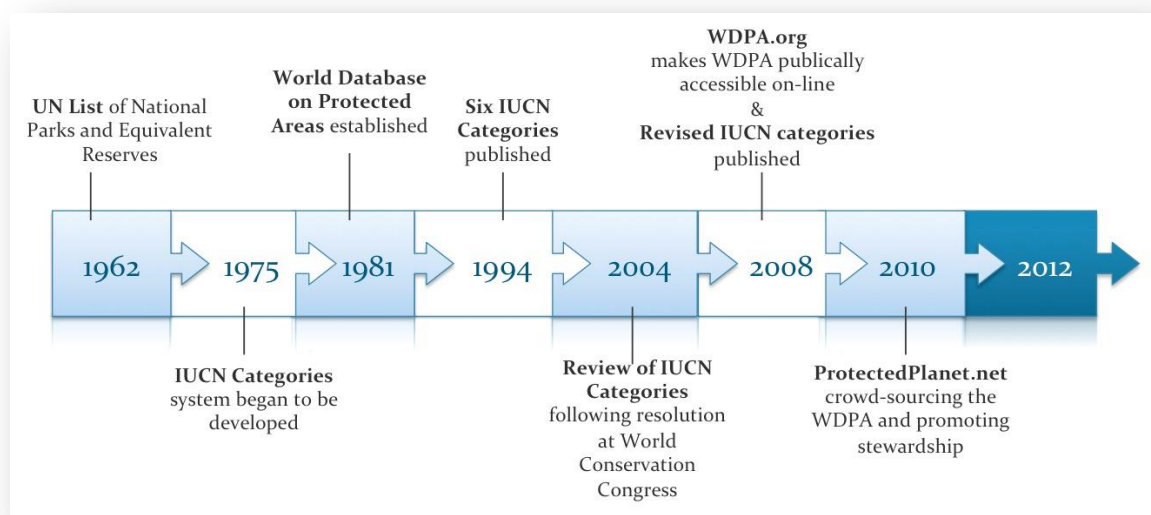 UN List of National
Parks and Equivalent
Reserves
World Database
on Protected
Areas established
Six IUCN
Categories
published
WDPA.org
makes WDPA publically
accessible on-line
&
Revised IUCN categories
published
1962
1975
1981
1994
2004
2008
2010
2012
IUCN Categories
system began to be
developed
Review of IUCN
Categories
following resolution
at World
Conservation
Congress
ProtectedPlanet.net
crowd-sourcing the
WDPA and promoting
stewardship